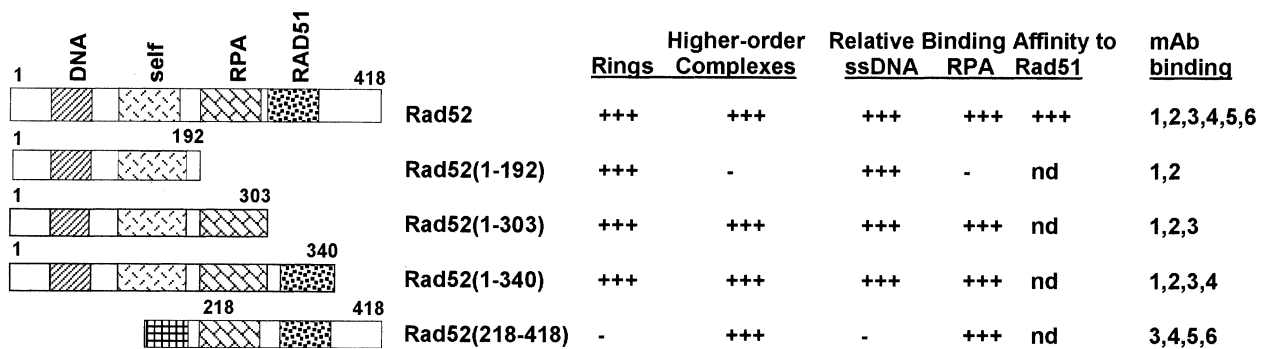 DNA self RPA RAD51
Higher-order Relative Binding Affinity to mAb
Rings Complexes ssDNA RPA Rad51 binding
1 418
Rad52 +++ +++ +++ +++ +++ 1,2,3,4,5,6
1 192
Rad52(1-192) +++ - +++ - nd 1,2
1 303
Rad52(1-303) +++ +++ +++ +++ nd 1,2,3
1 340
Rad52(1-340) +++ +++ +++ +++ nd 1,2,3,4
218 418
Rad52(218-418) - +++ - +++ nd 3,4,5,6